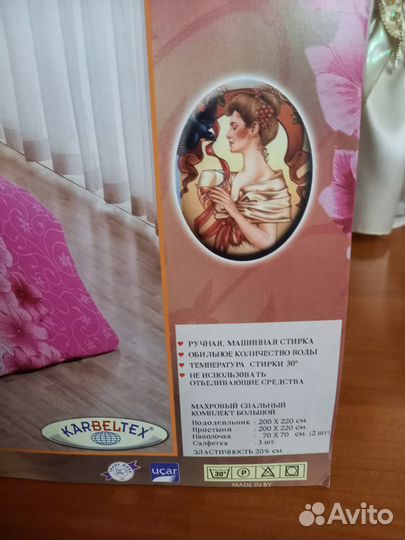 РУЧНАЯ, МАШИННАЯ СТИРКА
ОБИЛЬНОЕ КОЛИЧЕСТВО ВОДЫ
ТЕМПЕРАТУРА СТИРКИ 30°
НЕ ИСПОЛЬЗОВАТЬ
ОТБЕЛИВАЮЩИЕ СРЕДСТВА
МАХРОВЫЙ СПАЛЬНЫЙ
КОМПЛЕКТ БОЛЬШОЙ
Пододеяльник : 200 X 220 см.
Простыня : 200 X 220 см.
Наволочка : 70 X 70 см. (2 шт)
Салфетка : 3 шт.
ЭЛАСТИЧНОСТЬ 20% см.
KARBELTEX
uçar
30° P
MADE IN BY
Avito